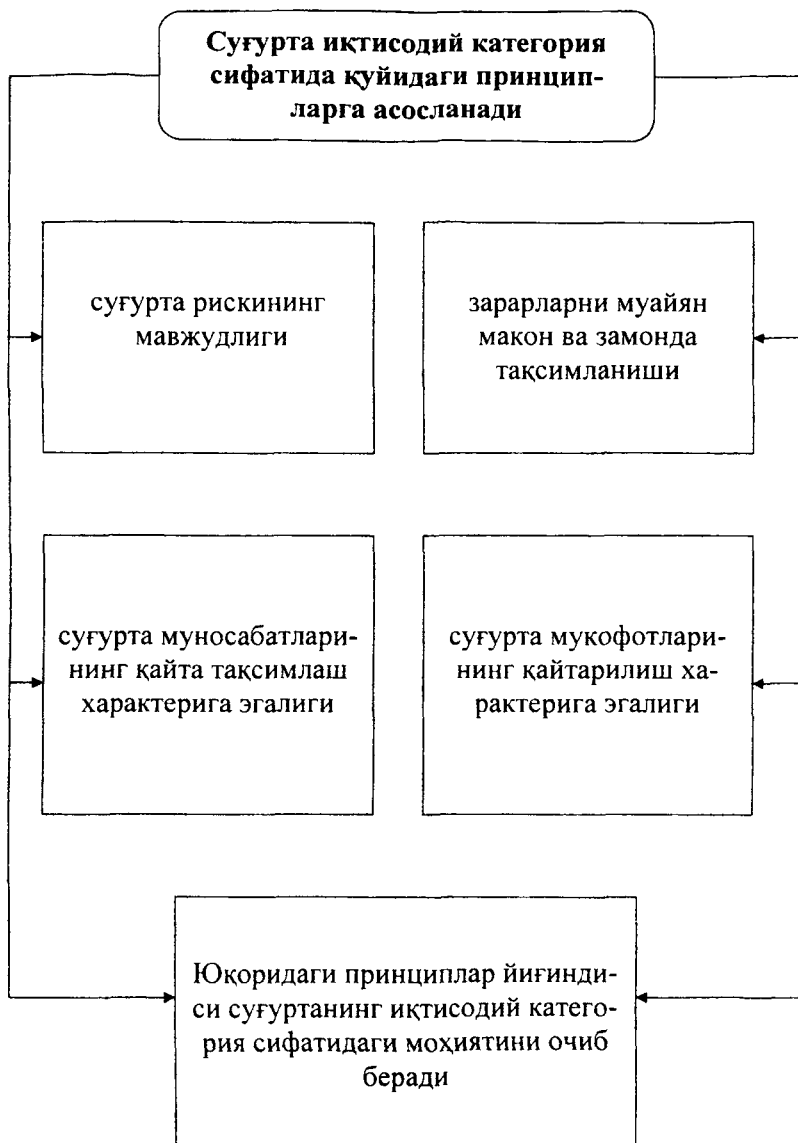 Суғурта иқтисодий категория
сифатида қуйидаги принцип-
ларга асосланади
суғурта рискининг
мавжудлиги
зарарларни муайян
макон ва замонда
тақсимланиши
суғурта муносабатлари-
нинг қайта тақсимлаш
характерига эгалиги
суғурта мукофотлари-
нинг қайтарилиш ха-
рактерига эгалиги
Юқоридаги принциплар йиғинди-
си суғуртанинг иқтисодий катего-
рия сифатидаги моҳиятини очиб
беради